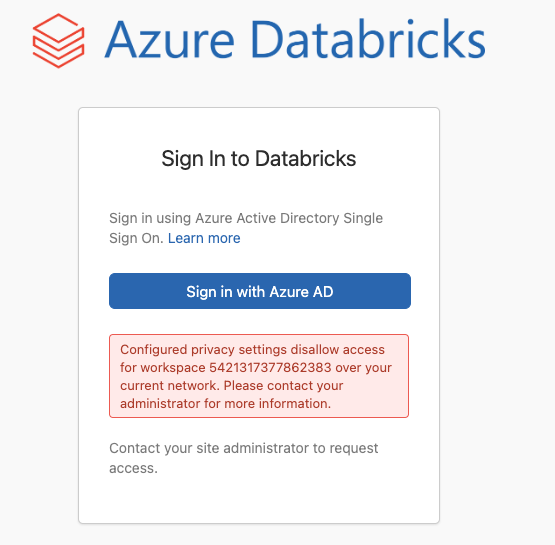 Azure Databricks
Sign In to Databricks
Sign in using Azure Active Directory Single
Sign On. Learn more
Sign in with Azure AD
Configured privacy settings disallow access
for workspace 5421317377862383 over your
current network. Please contact your
administrator for more information.
Contact your site administrator to request
access.